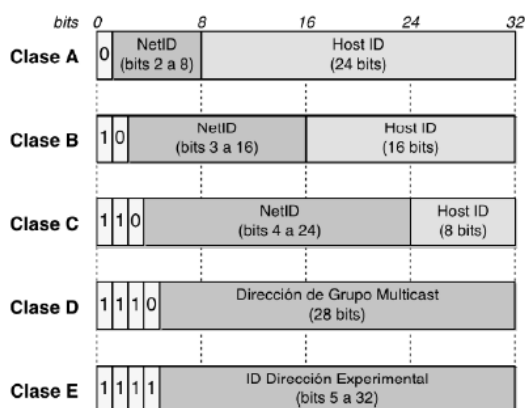 bits 0 8 16 24 32
Clase A 0 NetID Host ID
(bits 2 a 8) (24 bits)
Clase B 1 0 NetID Host ID
(bits 3 a 16) (16 bits)
Clase C 1 1 0 NetID Host ID
(bits 4 a 24) (8 bits)
Clase D 1 1 1 0 Dirección de Grupo Multicast
(28 bits)
Clase E 1 1 1 1 ID Dirección Experimental
(bits 5 a 32)